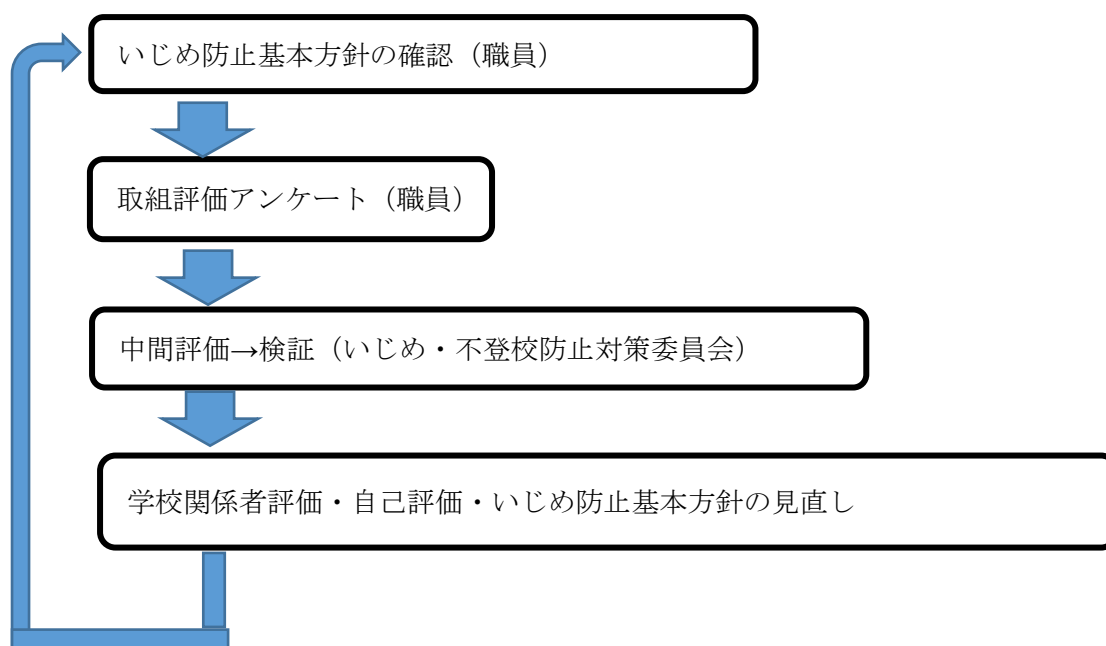 いじめ防止基本方針の確認（職員）
取組評価アンケート（職員）
中間評価→検証（いじめ・不登校防止対策委員会）
学校関係者評価・自己評価・いじめ防止基本方針の見直し